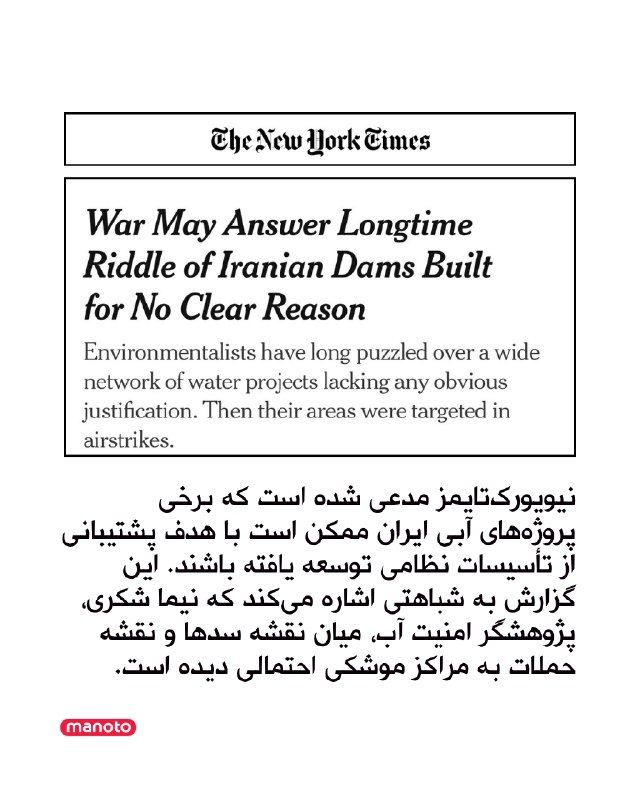 The New York Times
War May Answer Longtime
Riddle of Iranian Dams Built
for No Clear Reason
Environmentalists have long puzzled over a wide
network of water projects lacking any obvious
justification. Then their areas were targeted in
airstrikes.
نیویورک‌تایمز مدعی شده است که برخی
پروژه‌های آبی ایران ممکن است با هدف پشتیبانی
از تأسیسات نظامی توسعه یافته باشند. این
گزارش به شباهتی اشاره می‌کند که نیما شکری،
پژوهشگر امنیت آب، میان نقشه سدها و نقشه
حملات به مراکز موشکی احتمالی دیده است.
manoto